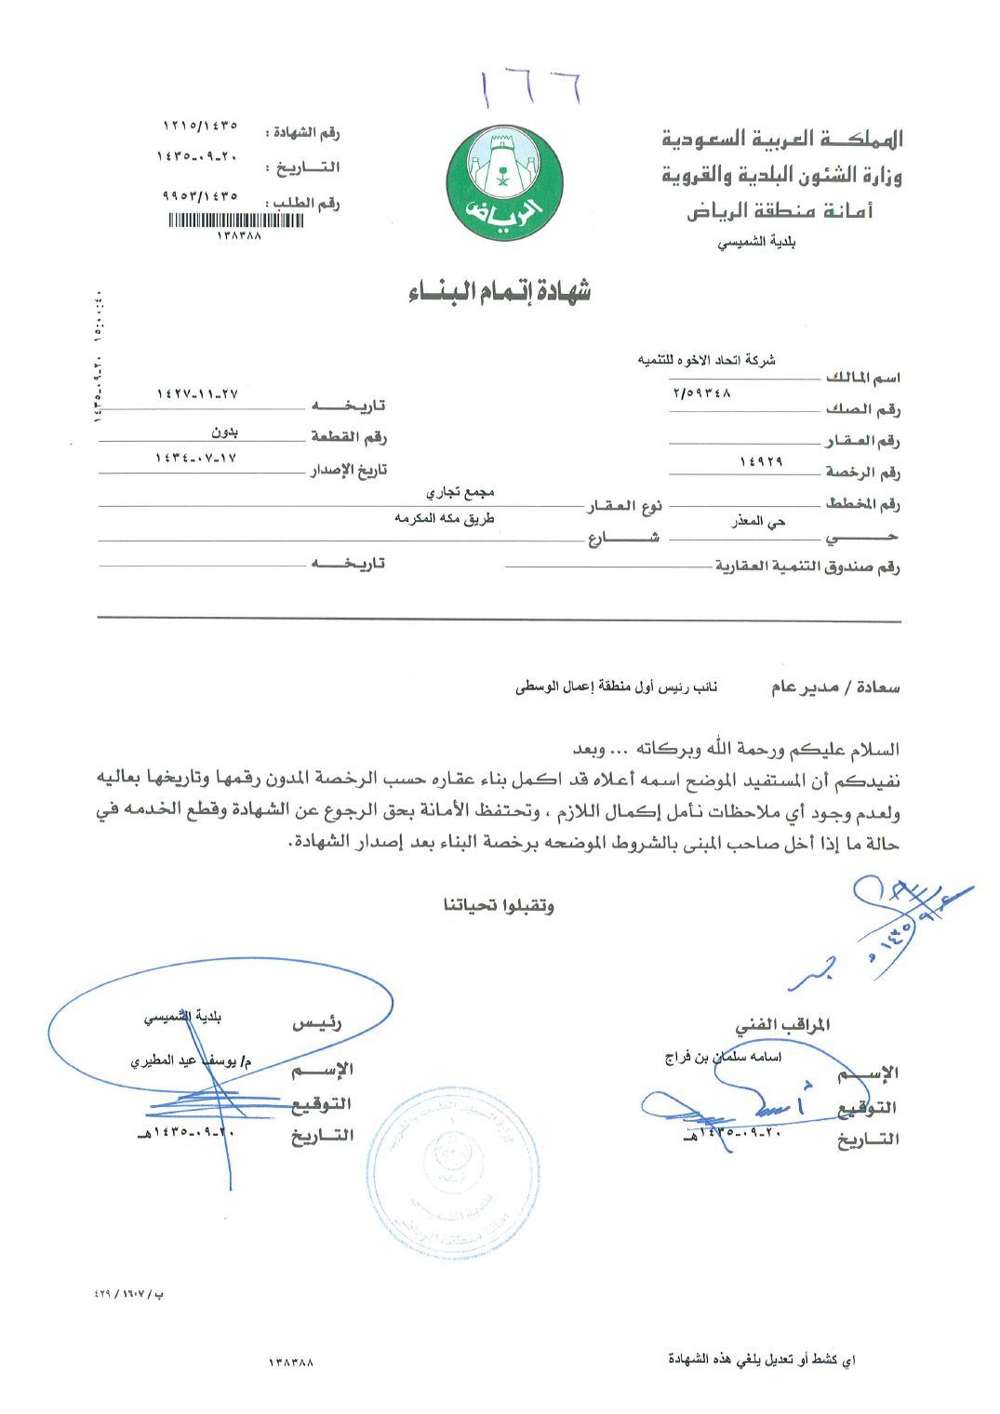 ١٦٦
المملكة العربية السعودية
وزارة الشئون البلدية والقروية
أمانة منطقة الرياض
بلدية الشميسي
الرياض
رقم الشهادة : ١٢١٥/١٤٣٥
التاريخ : ١٤٣٥-٠٩-٢٠
رقم الطلب : ٩٩٥٣/١٤٣٥
١٣٨٣٨٨
شهادة إتمام البناء
١٤٣٥-٠٩-٢٠ ١٥:٠٠:٤٠
اسم المالك شركة اتحاد الاخوه للتنميه
رقم الصك ٢/٥٩٣٤٨ تاريخه ١٤٢٧-١١-٢٧
رقم العقار رقم القطعة بدون
رقم الرخصة ١٤٩٢٩ تاريخ الإصدار ١٤٣٤-٠٧-١٧
رقم المخطط نوع العقار مجمع تجاري
حي حي المعذر شارع طريق مكه المكرمه
رقم صندوق التنمية العقارية تاريخه
سعادة / مدير عام نائب رئيس أول منطقة إعمال الوسطى
السلام عليكم ورحمة الله وبركاته ... وبعد
نفيدكم أن المستفيد الموضح اسمه أعلاه قد اكمل بناء عقاره حسب الرخصة المدون رقمها وتاريخها بعاليه
ولعدم وجود أي ملاحظات نأمل إكمال اللازم ، وتحتفظ الأمانة بحق الرجوع عن الشهادة وقطع الخدمه في
حالة ما إذا أخل صاحب المبنى بالشروط الموضحه برخصة البناء بعد إصدار الشهادة.
وتقبلوا تحياتنا
المراقب الفني رئيس بلدية الشميسي
الإسم اسامه سلمان بن فراج الإسم م/ يوسف عيد المطيري
التوقيع التوقيع
التاريخ ١٤٣٥-٠٩-٢٠هـ التاريخ ١٤٣٥-٠٩-٢٠هـ
ب / ١٦٠٧ / ٤٢٩
اي كشط أو تعديل يلغي هذه الشهادة ١٣٨٣٨٨